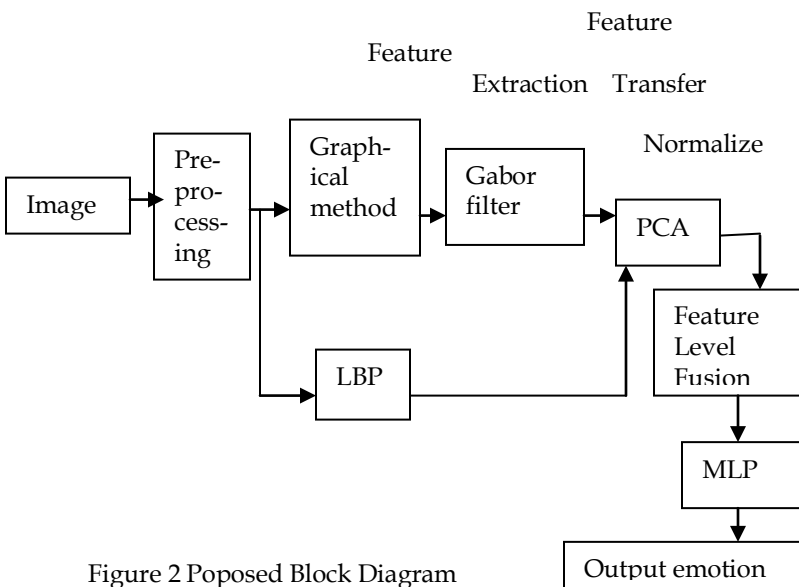 Feature
Feature
Extraction Transfer
Normalize
Image
Pre-
pro-
cess-
ing
Graph-
ical
method
Gabor
filter
PCA
LBP
Feature
Level
Fusion
MLP
Output emotion
Figure 2 Poposed Block Diagram